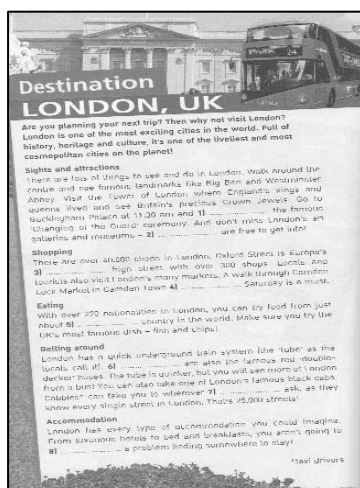 24
Destination
LONDON, UK
Are you planning your next trip? Then why not visit London?
London is one of the most exciting cities in the world. Full of
history, heritage and culture, it's one of the liveliest and most
cosmopolitan cities on the planet!
Sights and attractions
There are lots of things to see and do in London. Walk around the
centre and see famous landmarks like Big Ben and Westminster
Abbey. Visit the Tower of London where England's kings and
queens lived and see Britain's precious Crown Jewels. Go to
Buckingham Palace at 11.20 am and 1) .................... the famous
'Changing of the Guard' ceremony. And don't miss London's art
galleries and museums – 2) .................... are free to get into!
Shopping
There are over 40,000 shops in London. Oxford Street is Europe's
3) .................... high street with over 300 shops. Locals and
tourists also visit London's many markets. A walk through Camden
Lock Market in Camden Town 4) .................... Saturday is a must.
Eating
With over 270 nationalities in London, you can try food from just
about 5) .................... country in the world. Make sure you try the
UK's most famous dish – fish and chips!
Getting around
London has a quick underground train system (the 'tube' as the
locals call it). 6) .................... are also the famous red 'double-
decker' buses. The tube is quicker, but you will see more of London
from a bus! You can also take one of London's famous black cabs.
Cabbies* can take you to wherever 7) .................... ask, as they
know every single street in London. That's 25,000 streets!
Accommodation
London has every type of accommodation you could imagine.
From luxurious hotels to bed and breakfasts, you aren't going to
8) .................... a problem finding somewhere to stay!
*taxi drivers